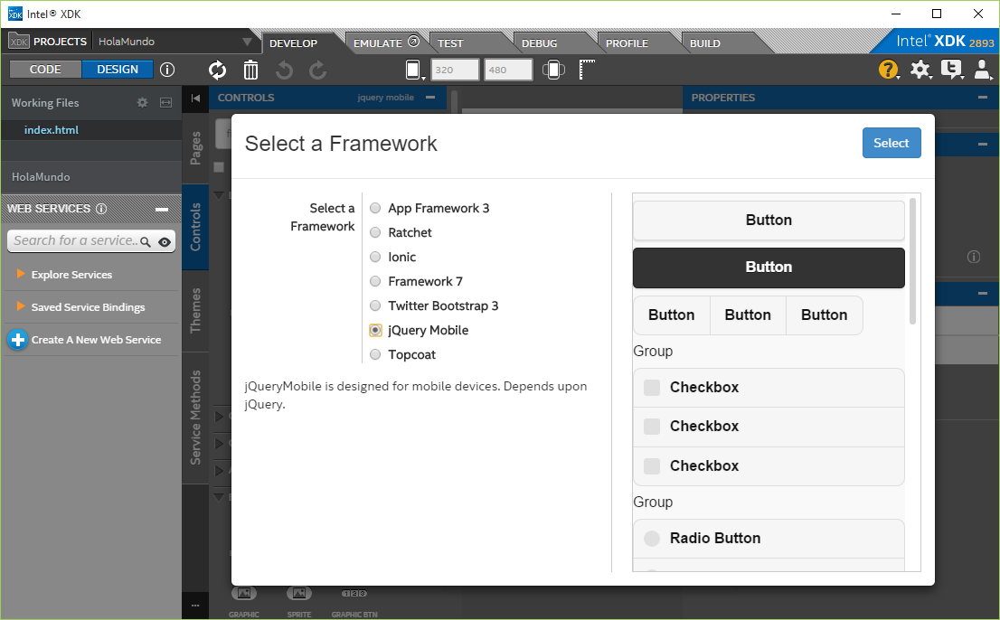 Intel® XDK
XDK PROJECTS HolaMundo
DEVELOP
EMULATE
TEST
DEBUG
PROFILE
BUILD
Intel® XDK 2893
CODE
DESIGN
320
480
Working Files
index.html
HolaMundo
WEB SERVICES
Search for a service..
Explore Services
Saved Service Bindings
Create A New Web Service
Pages
Controls
Themes
Service Methods
...
CONTROLS
jquery mobile
PROPERTIES
Select a Framework
Select
Select a
Framework
App Framework 3
Ratchet
Ionic
Framework 7
Twitter Bootstrap 3
jQuery Mobile
Topcoat
jQueryMobile is designed for mobile devices. Depends upon
jQuery.
Button
Button
Button Button Button
Group
Checkbox
Checkbox
Checkbox
Group
Radio Button
GRAPHIC
SPRITE
1 2 3
GRAPHIC BTN